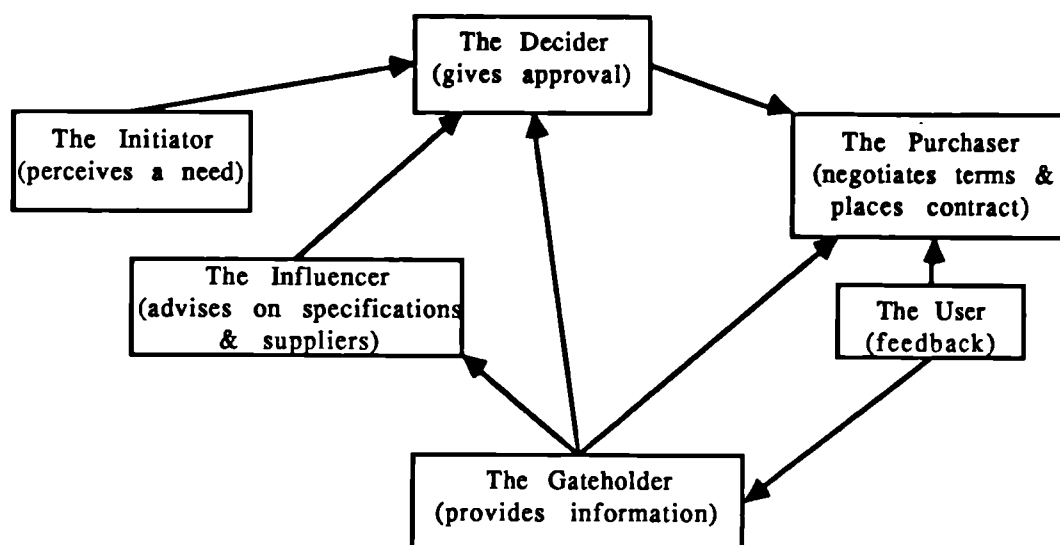 The Decider
(gives approval)
The Initiator
(perceives a need)
The Purchaser
(negotiates terms &
places contract)
The Influencer
(advises on specifications
& suppliers)
The User
(feedback)
The Gateholder
(provides information)